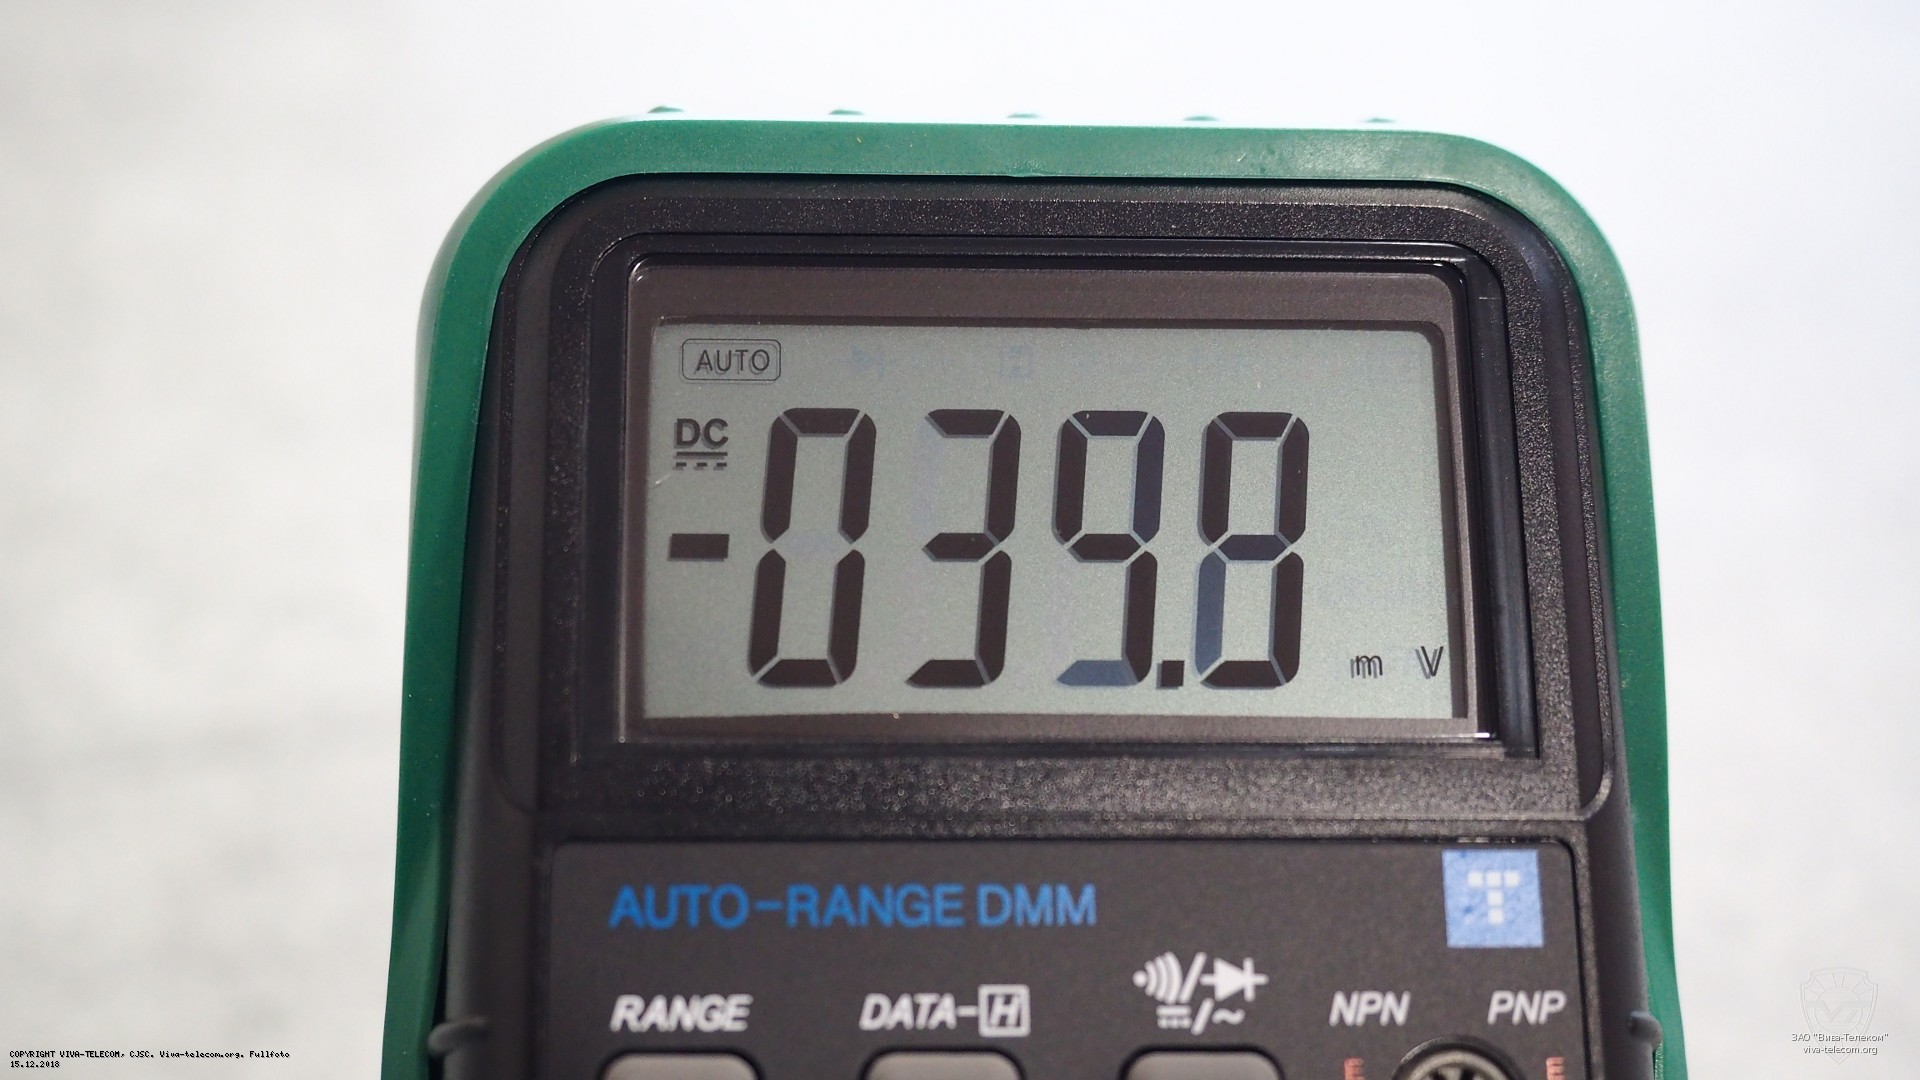 AUTO
DC
-039.8 mV
AUTO-RANGE DMM
T
RANGE
DATA-H
NPN
PNP
E
E
COPYRIGHT VIVA-TELECOM, CJSC. Viva-telecom.org. Fullfoto
15.12.2018
ЗАО "Вива-Телеком"
viva-telecom.org